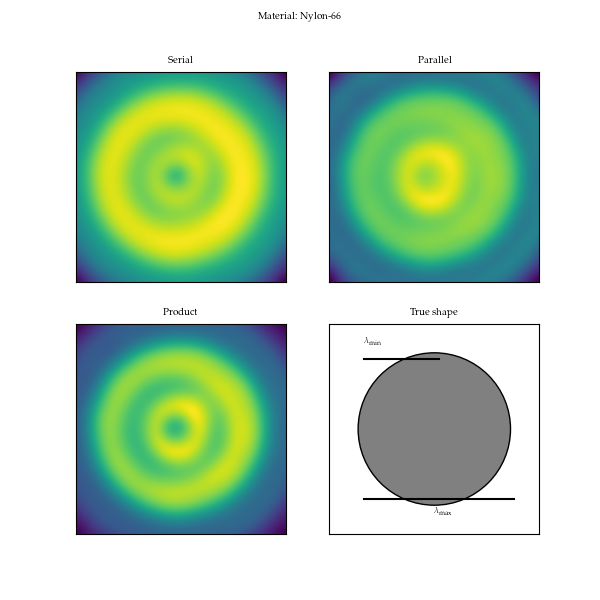 Material: Nylon-66
Serial
Parallel
Product
True shape
λmin
λmax